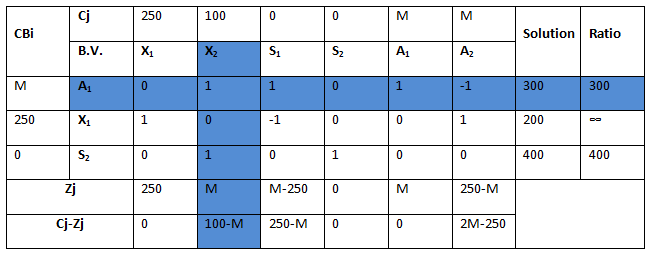 CBi Cj 250 100 0 0 M M Solution Ratio
B.V. X₁ X₂ S₁ S₂ A₁ A₂
M A₁ 0 1 1 0 1 -1 300 300
250 X₁ 1 0 -1 0 0 1 200 ∞
0 S₂ 0 1 0 1 0 0 400 400
Zj 250 M M-250 0 M 250-M
Cj-Zj 0 100-M 250-M 0 0 2M-250